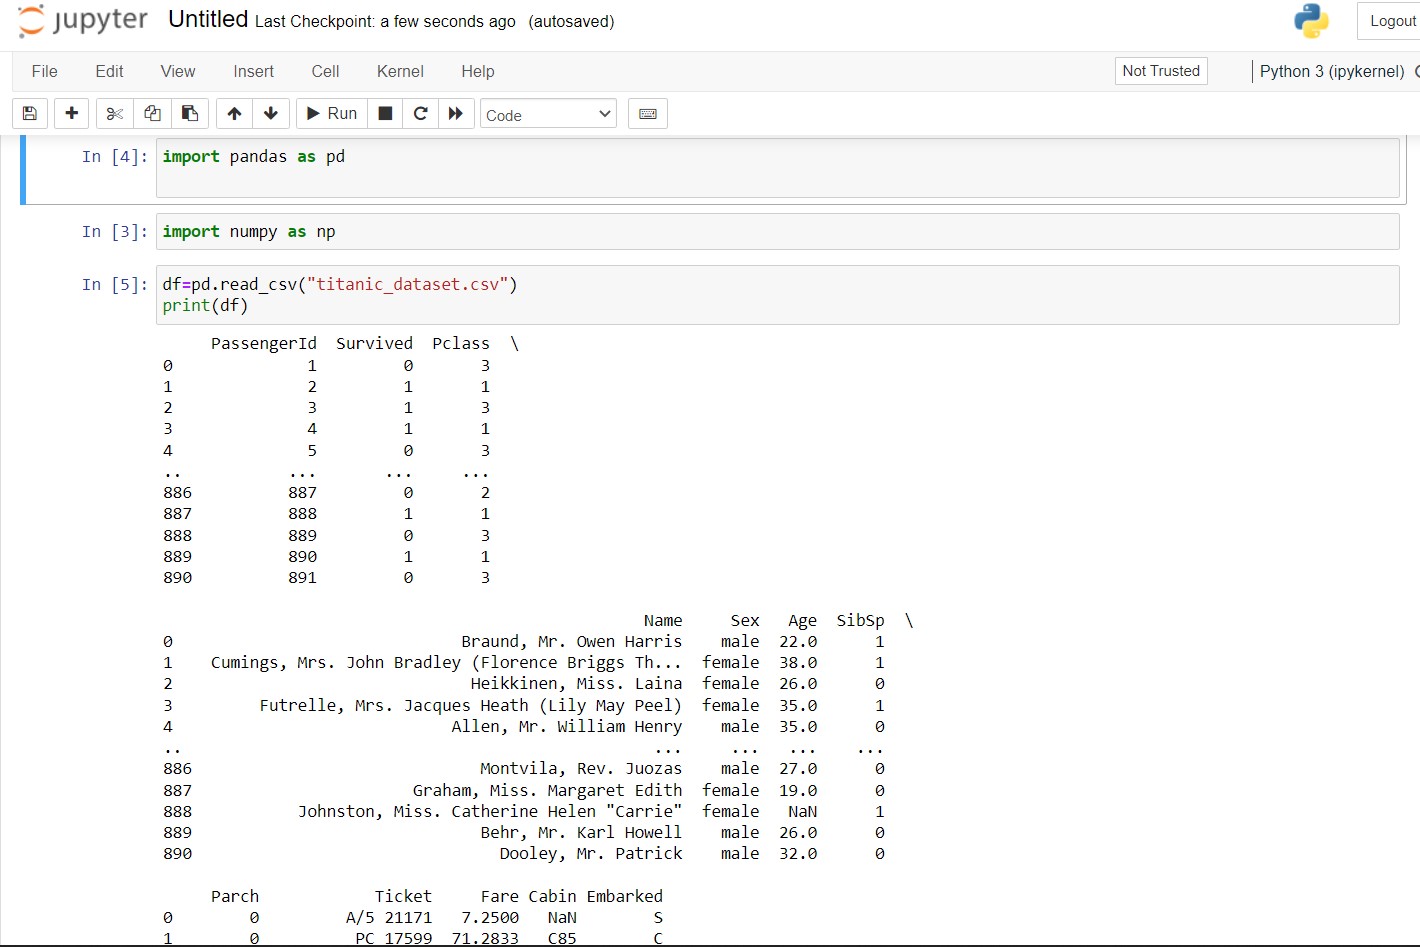 jupyter Untitled Last Checkpoint: a few seconds ago (autosaved) Logout
File Edit View Insert Cell Kernel Help Not Trusted Python 3 (ipykernel)
Run Code
In [4]: import pandas as pd
In [3]: import numpy as np
In [5]: df=pd.read_csv("titanic_dataset.csv")
print(df)
PassengerId Survived Pclass \
0 1 0 3
1 2 1 1
2 3 1 3
3 4 1 1
4 5 0 3
.. ... ... ...
886 887 0 2
887 888 1 1
888 889 0 3
889 890 1 1
890 891 0 3
Name Sex Age SibSp \
0 Braund, Mr. Owen Harris male 22.0 1
1 Cumings, Mrs. John Bradley (Florence Briggs Th... female 38.0 1
2 Heikkinen, Miss. Laina female 26.0 0
3 Futrelle, Mrs. Jacques Heath (Lily May Peel) female 35.0 1
4 Allen, Mr. William Henry male 35.0 0
.. ... ... ... ...
886 Montvila, Rev. Juozas male 27.0 0
887 Graham, Miss. Margaret Edith female 19.0 0
888 Johnston, Miss. Catherine Helen "Carrie" female NaN 1
889 Behr, Mr. Karl Howell male 26.0 0
890 Dooley, Mr. Patrick male 32.0 0
Parch Ticket Fare Cabin Embarked
0 0 A/5 21171 7.2500 NaN S
1 0 PC 17599 71.2833 C85 C